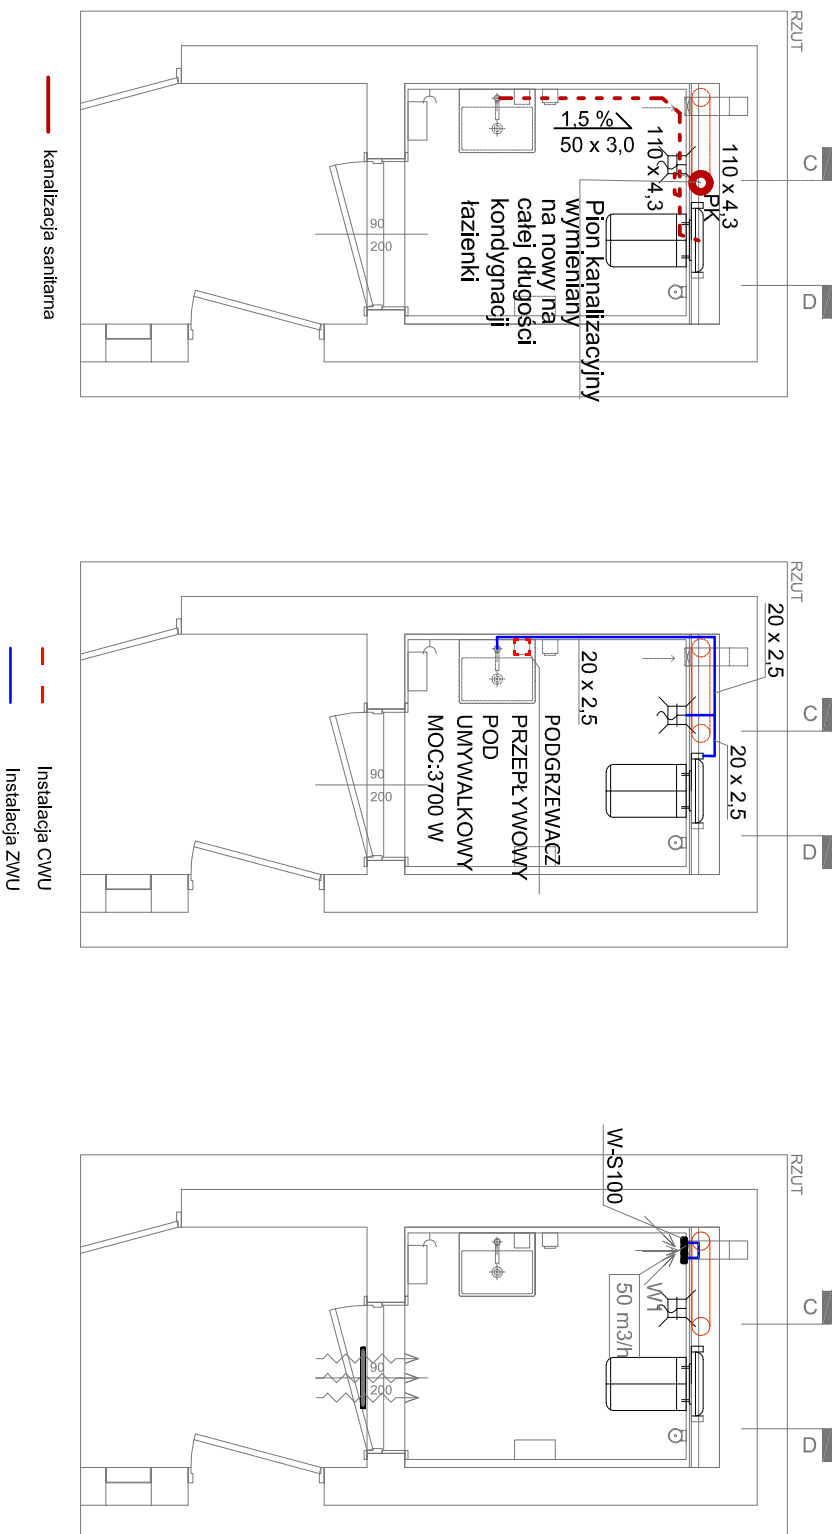 RZUT
C
D
110 x 4,3
PK
110 x 4,3
1,5 %
50 x 3,0
Pion kanalizacyjny
wymieniany
na nowy na
całej długości
kondygnacji
łazienki
90
200
kanalizacja sanitarna
RZUT
C
D
20 x 2,5
20 x 2,5
20 x 2,5
PODGRZEWACZ
PRZEPŁYWOWY
POD
UMYWALKOWY
MOC:3700 W
90
200
Instalacja CWU
Instalacja ZWU
RZUT
C
D
W-S100
W1
50 m3/h
90
200